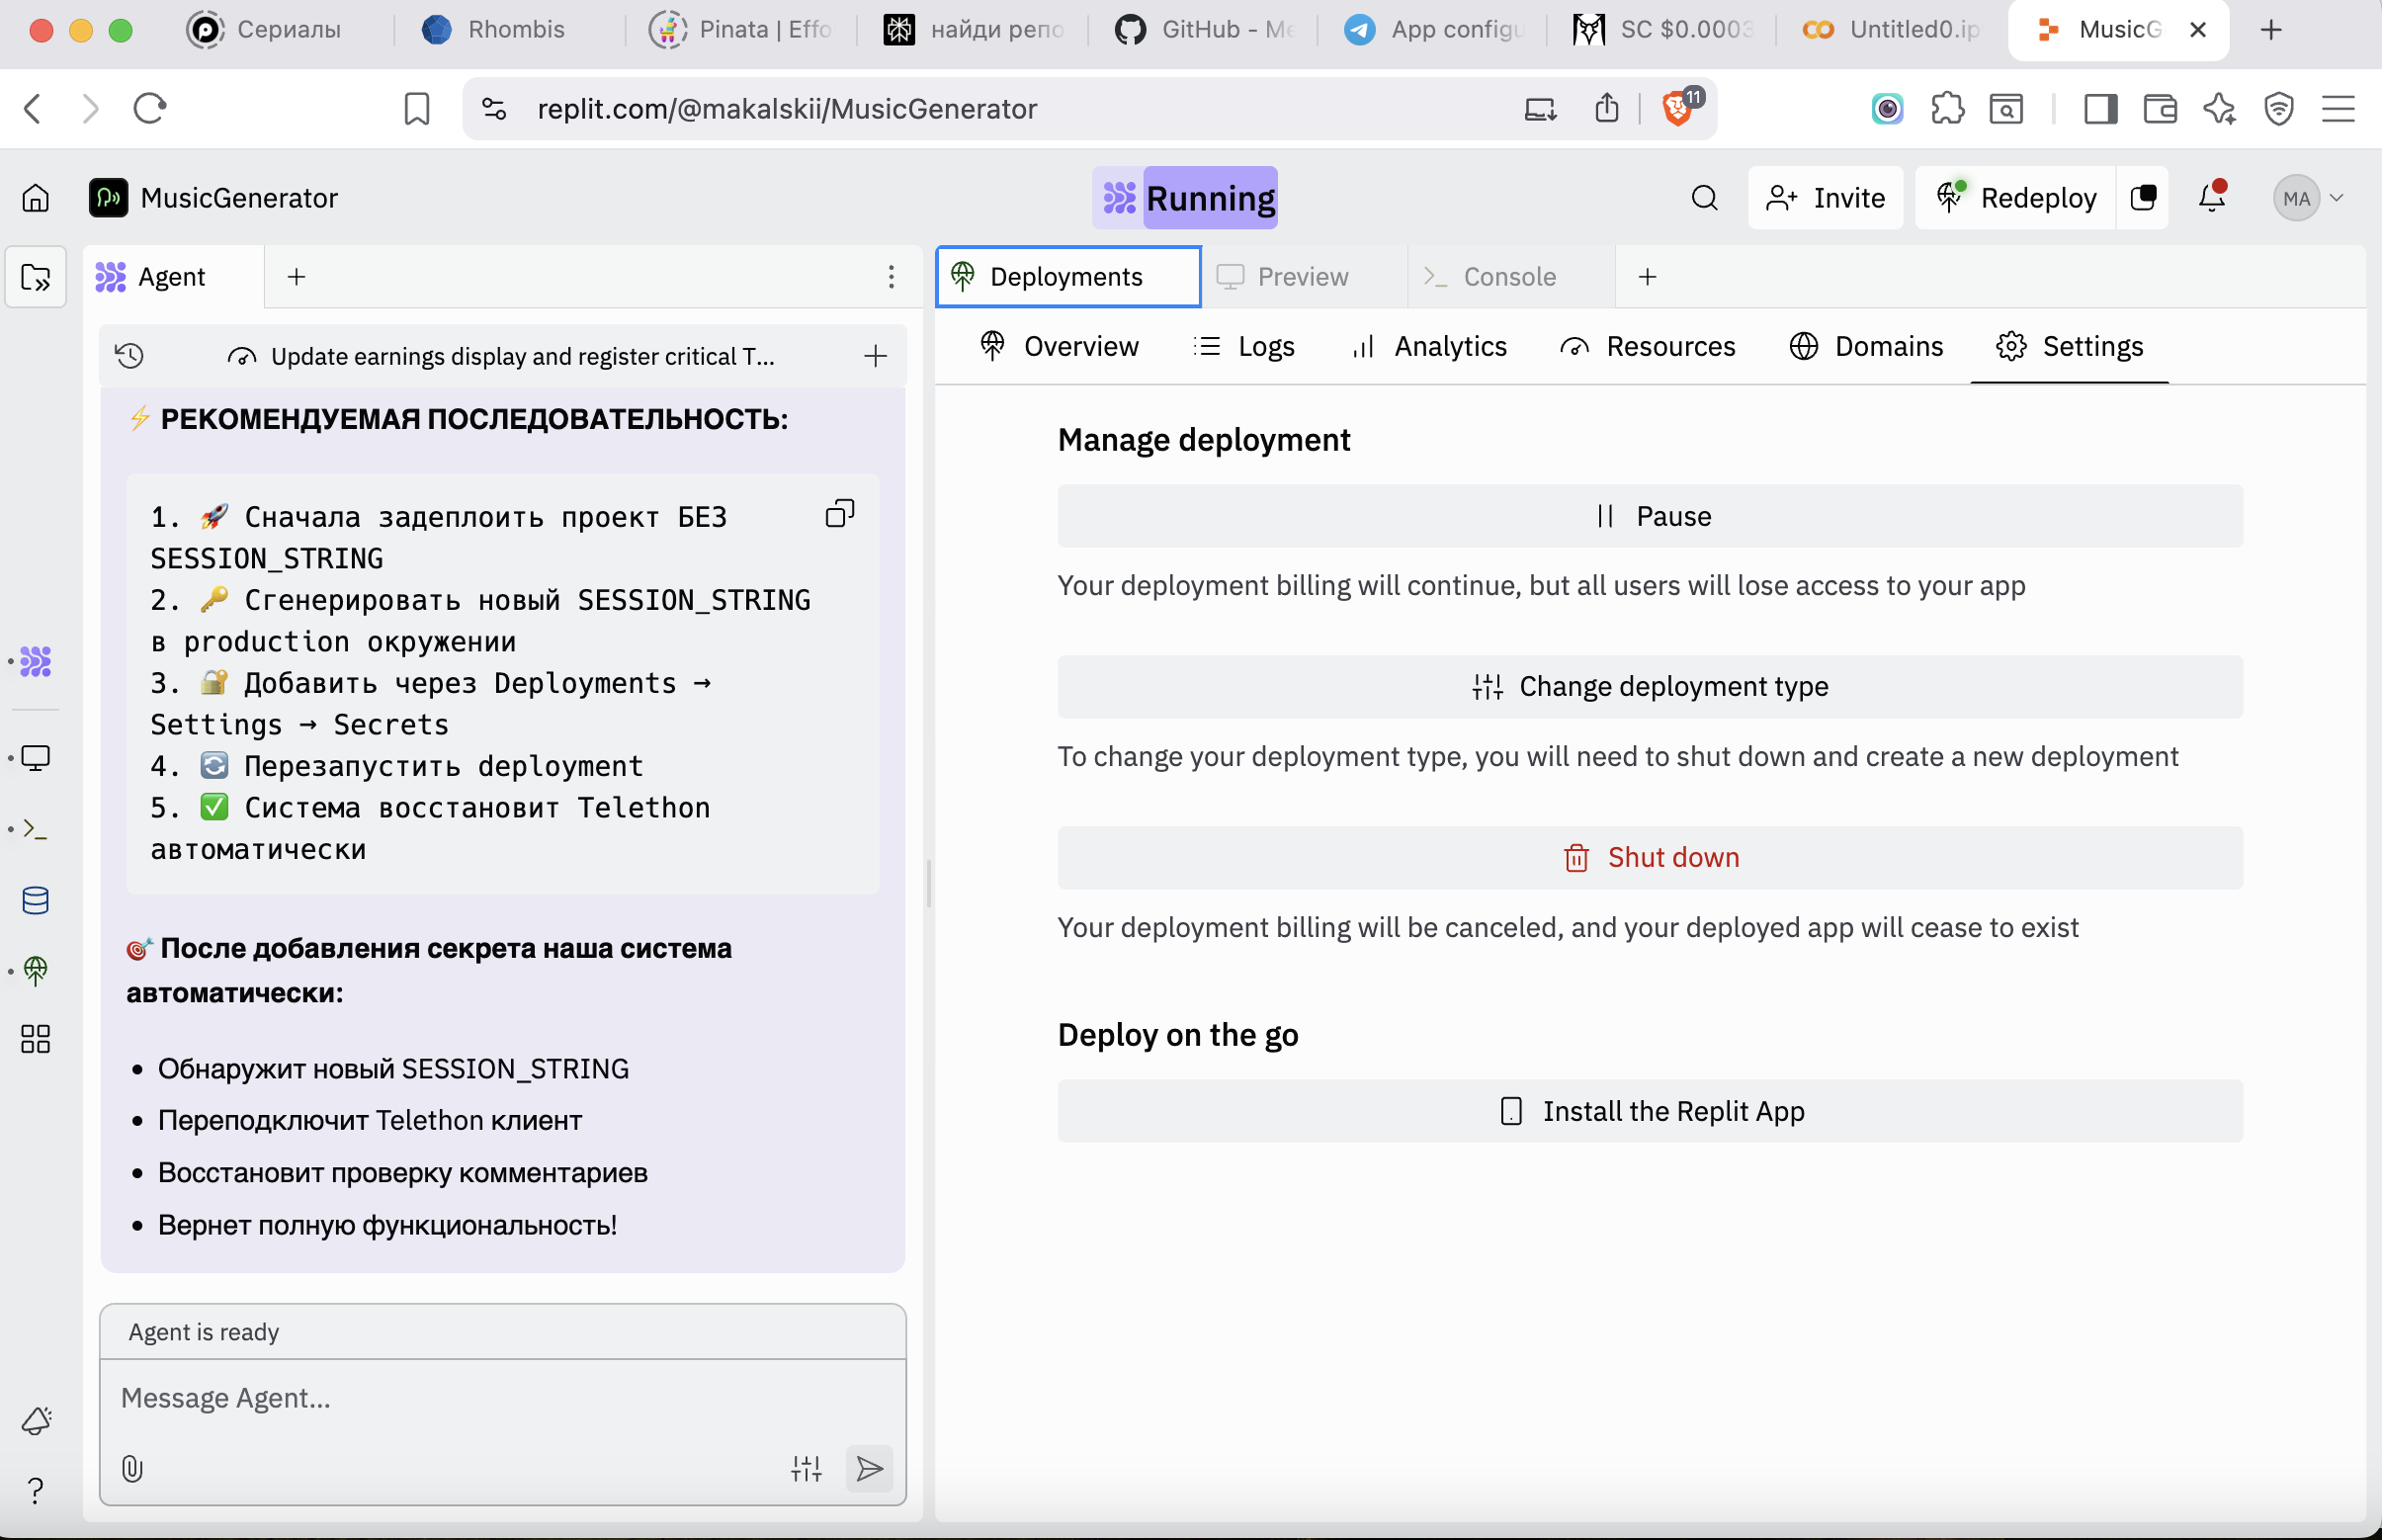 Сериалы
Rhombis
Pinata | Effo
найди репо
GitHub - Me
App configu
SC $0.0003
Untitled0.ip
MusicG
replit.com/@makalskii/MusicGenerator
11
MusicGenerator
Running
Invite
Redeploy
MA
Agent
Deployments
Preview
Console
Update earnings display and register critical T...
⚡ РЕКОМЕНДУЕМАЯ ПОСЛЕДОВАТЕЛЬНОСТЬ:
1. 🚀 Сначала задеплоить проект БЕЗ
SESSION_STRING
2. 🔑 Сгенерировать новый SESSION_STRING
в production окружении
3. 🔐 Добавить через Deployments →
Settings → Secrets
4. 🔄 Перезапустить deployment
5. ✅ Система восстановит Telethon
автоматически
🎯 После добавления секрета наша система
автоматически:
• Обнаружит новый SESSION_STRING
• Переподключит Telethon клиент
• Восстановит проверку комментариев
• Вернет полную функциональность!
Agent is ready
Message Agent...
Overview
Logs
Analytics
Resources
Domains
Settings
Manage deployment
Pause
Your deployment billing will continue, but all users will lose access to your app
Change deployment type
To change your deployment type, you will need to shut down and create a new deployment
Shut down
Your deployment billing will be canceled, and your deployed app will cease to exist
Deploy on the go
Install the Replit App